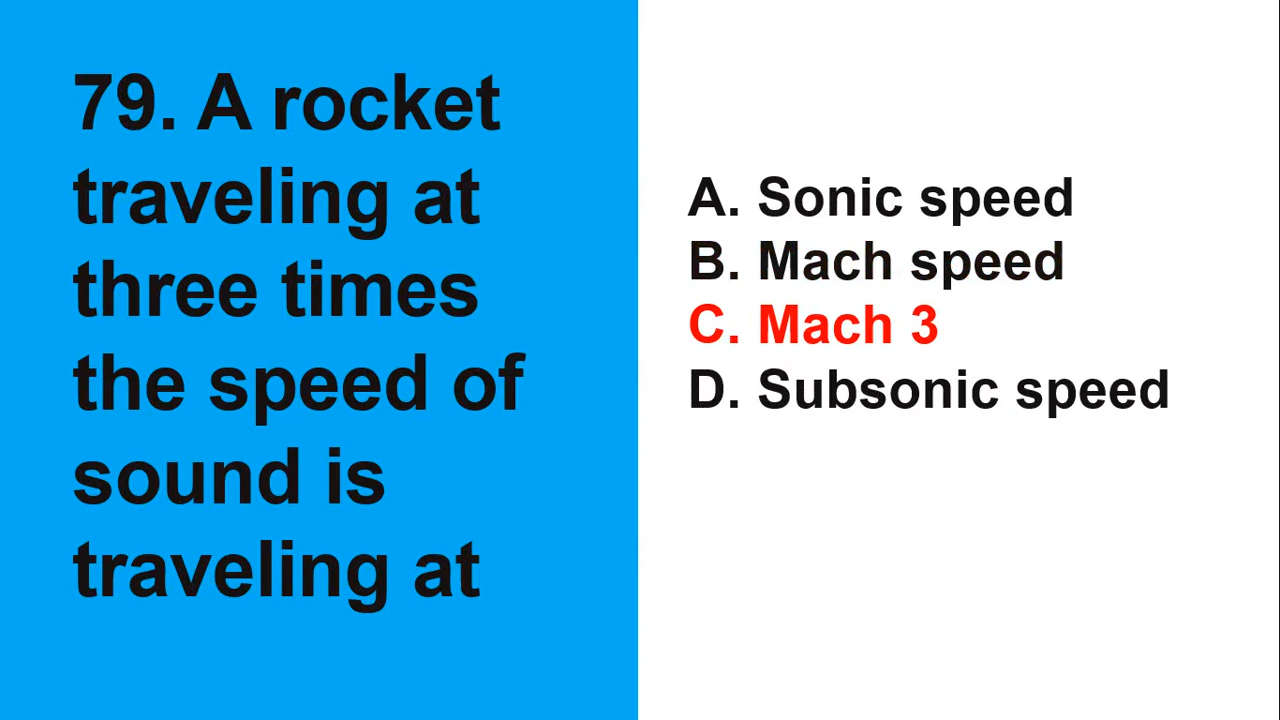 79. A rocket
traveling at
three times
the speed of
sound is
traveling at
A. Sonic speed
B. Mach speed
C. Mach 3
D. Subsonic speed